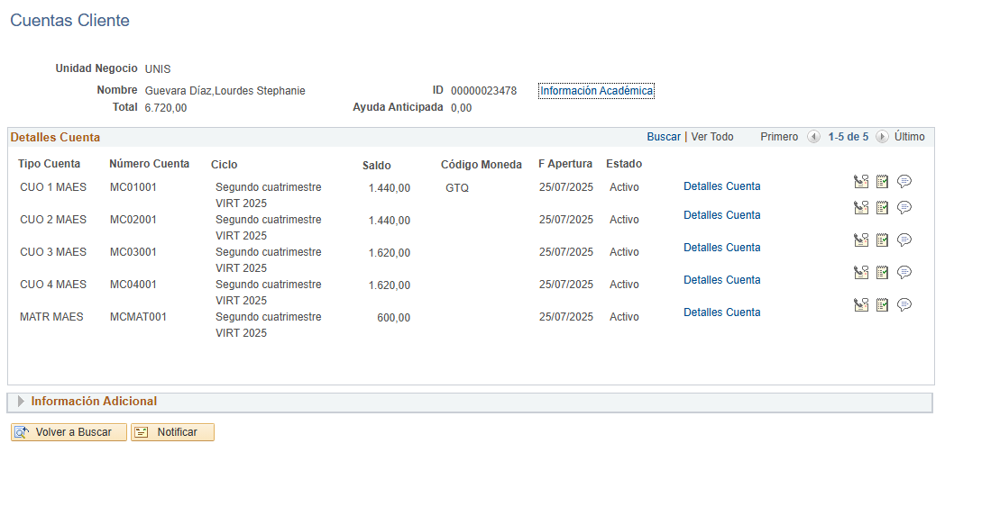 Cuentas Cliente
Unidad Negocio UNIS
Nombre Guevara Díaz,Lourdes Stephanie ID 00000023478 Información Académica
Total 6.720,00 Ayuda Anticipada 0,00
Detalles Cuenta Buscar | Ver Todo Primero 1-5 de 5 Último
Tipo Cuenta Número Cuenta Ciclo Saldo Código Moneda F Apertura Estado
CUO 1 MAES MC01001 Segundo cuatrimestre 1.440,00 GTQ 25/07/2025 Activo Detalles Cuenta
VIRT 2025
CUO 2 MAES MC02001 Segundo cuatrimestre 1.440,00 25/07/2025 Activo Detalles Cuenta
VIRT 2025
CUO 3 MAES MC03001 Segundo cuatrimestre 1.620,00 25/07/2025 Activo Detalles Cuenta
VIRT 2025
CUO 4 MAES MC04001 Segundo cuatrimestre 1.620,00 25/07/2025 Activo Detalles Cuenta
VIRT 2025
MATR MAES MCMAT001 Segundo cuatrimestre 600,00 25/07/2025 Activo Detalles Cuenta
VIRT 2025
Información Adicional
Volver a Buscar Notificar